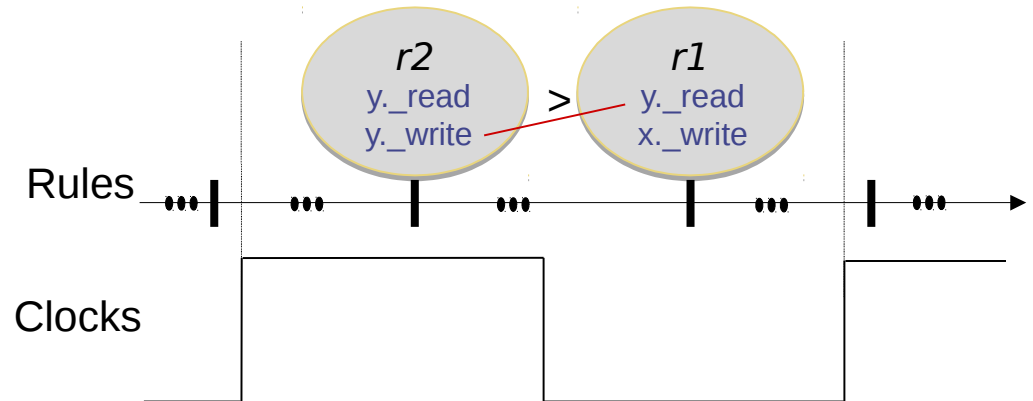 r2
y._read
y._write
>
r1
y._read
x._write
Rules
Clocks